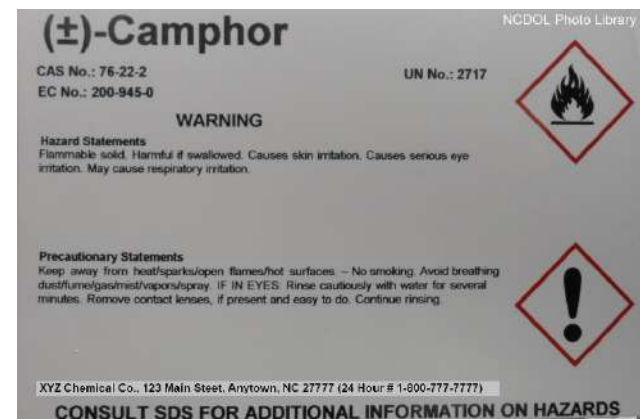 NCDOL Photo Library
(±)-Camphor
CAS No.: 76-22-2
UN No.: 2717
EC No.: 200-945-0
WARNING
Hazard Statements
Flammable solid. Harmful if swallowed. Causes skin irritation. Causes serious eye
irritation. May cause respiratory irritation.
Precautionary Statements
Keep away from heat/sparks/open flames/hot surfaces. – No smoking. Avoid breathing
dust/fume/gas/mist/vapors/spray. IF IN EYES: Rinse cautiously with water for several
minutes. Remove contact lenses, if present and easy to do. Continue rinsing.
XYZ Chemical Co., 123 Main Steet, Anytown, NC 27777 (24 Hour # 1-800-777-7777)
CONSULT SDS FOR ADDITIONAL INFORMATION ON HAZARDS